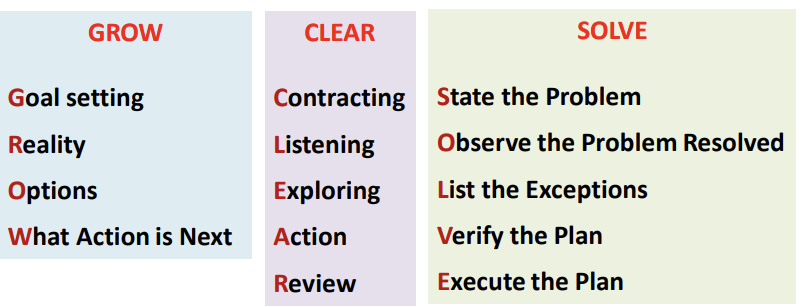 GROW
Goal setting
Reality
Options
What Action is Next
CLEAR
Contracting
Listening
Exploring
Action
Review
SOLVE
State the Problem
Observe the Problem Resolved
List the Exceptions
Verify the Plan
Execute the Plan